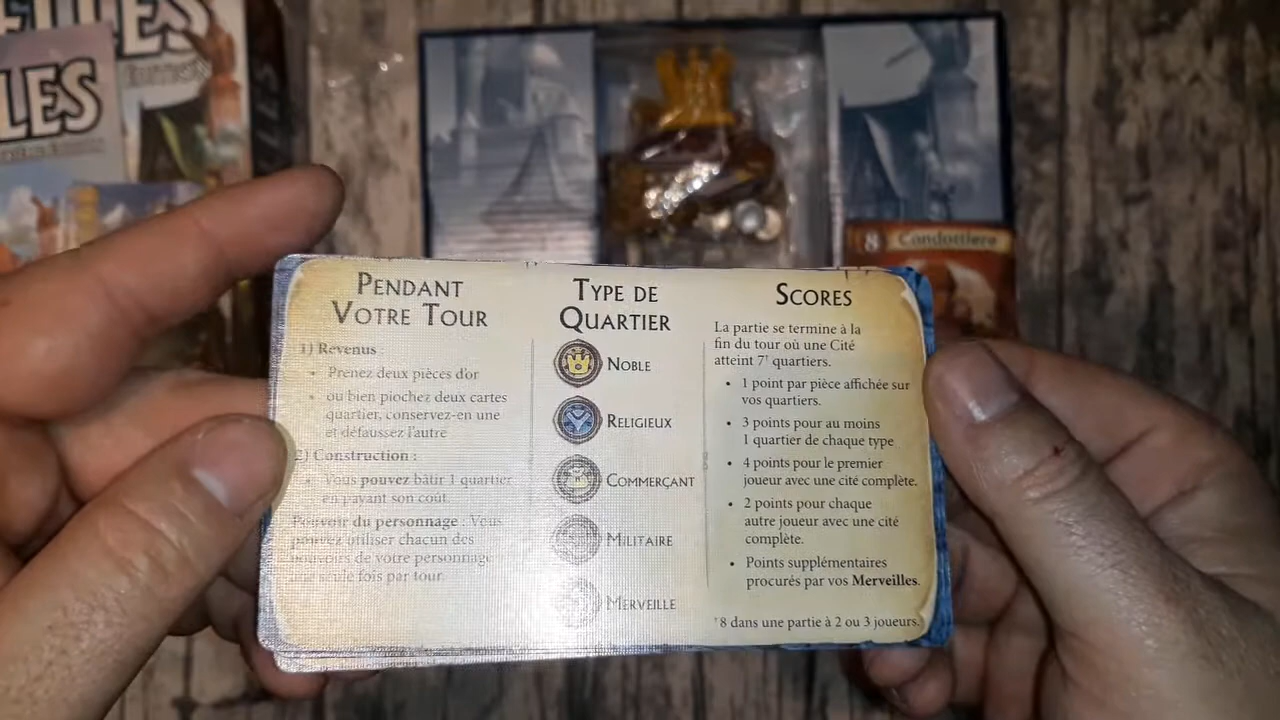 ELLES
LES
8 Condottiere
PENDANT
VOTRE TOUR
1) Revenus :
• Prenez deux pièces d'or
• ou bien piochez deux cartes
quartier, conservez-en une
et défaussez l'autre
2) Construction :
• Vous pouvez bâtir 1 quartier
en payant son coût.
Pouvoir du personnage : Vous
pouvez utiliser chacun des
pouvoirs de votre personnage
une seule fois par tour.
TYPE DE
QUARTIER
NOBLE
RELIGIEUX
COMMERÇANT
MILITAIRE
MERVEILLE
SCORES
La partie se termine à la
fin du tour où une Cité
atteint 7† quartiers.
• 1 point par pièce affichée sur
vos quartiers.
• 3 points pour au moins
1 quartier de chaque type
• 4 points pour le premier
joueur avec une cité complète.
• 2 points pour chaque
autre joueur avec une cité
complète.
• Points supplémentaires
procurés par vos Merveilles.
†8 dans une partie à 2 ou 3 joueurs.